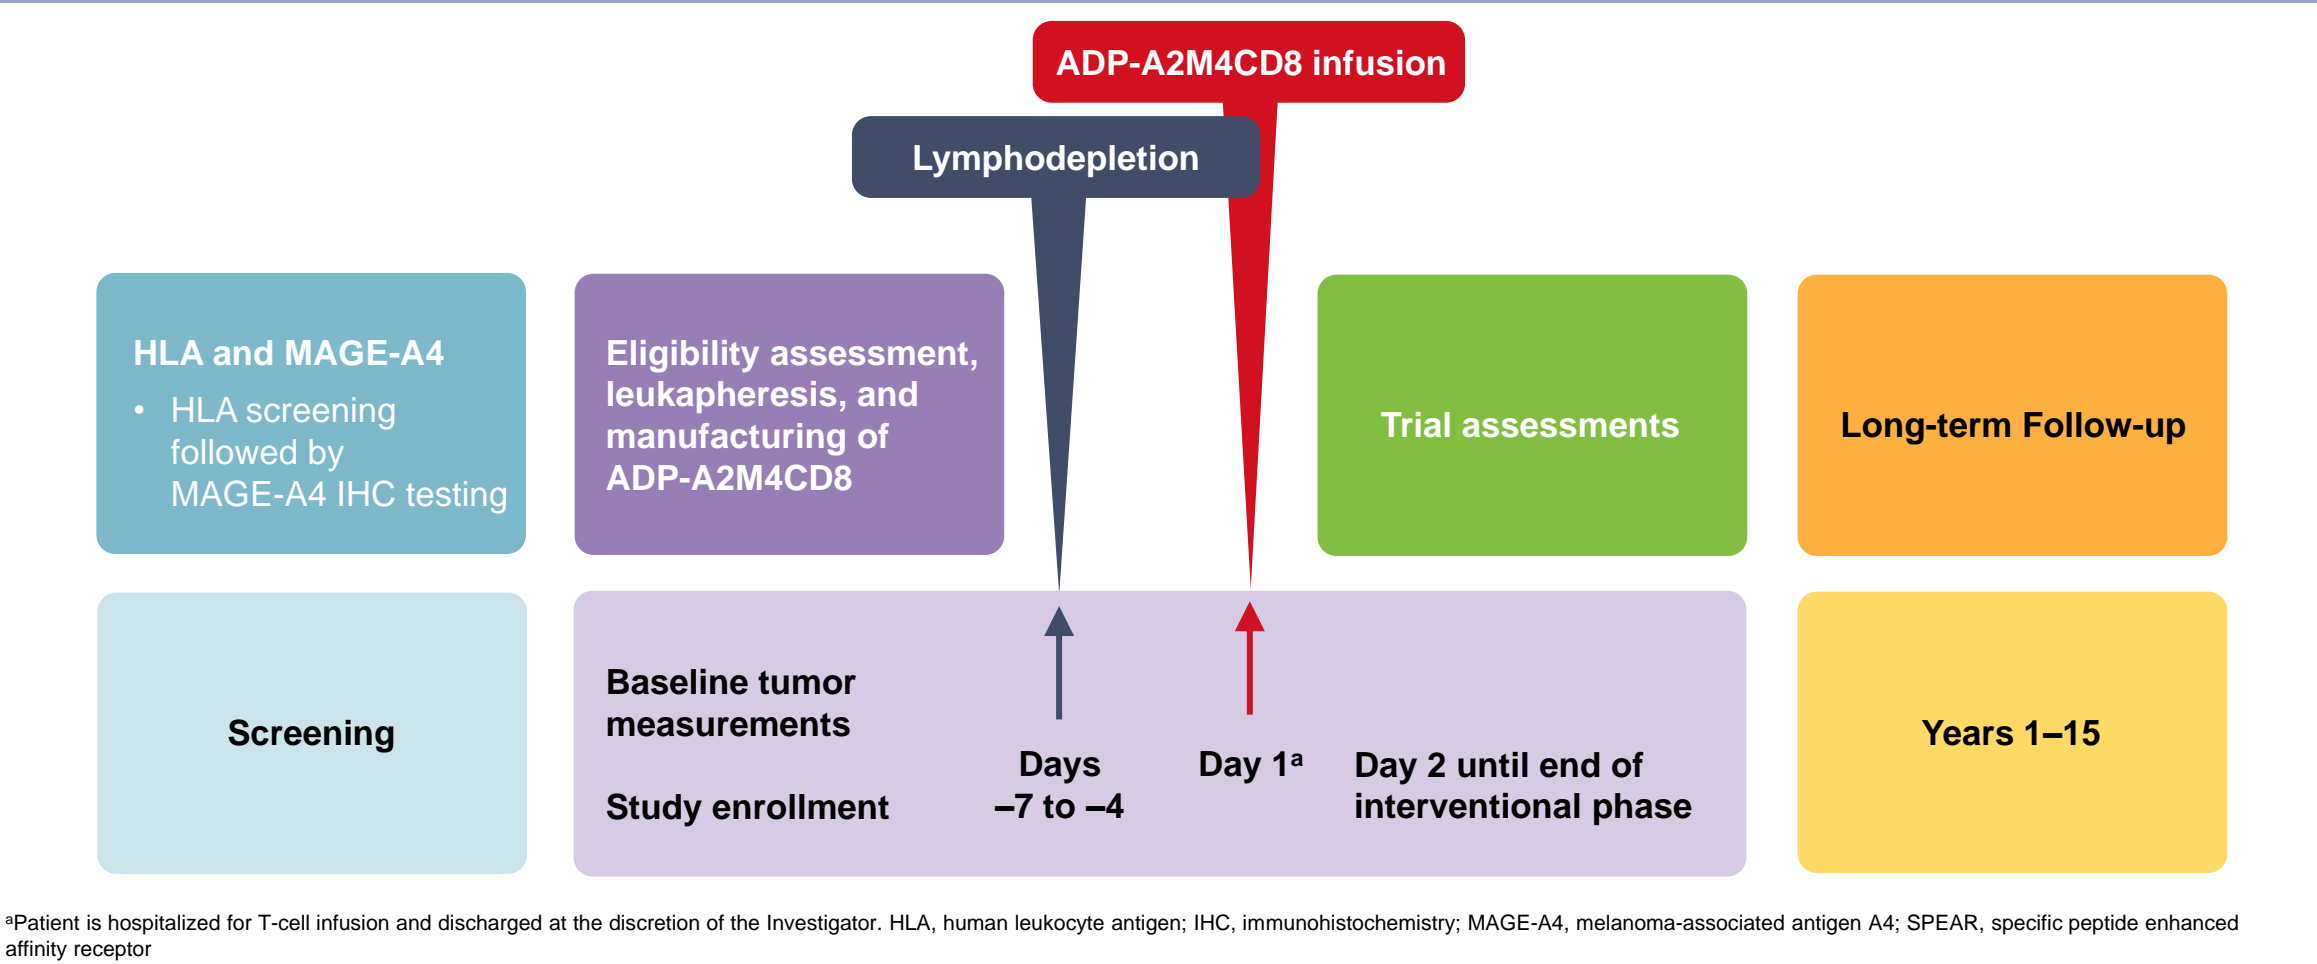 ADP-A2M4CD8 infusion
Lymphodepletion
HLA and MAGE-A4
• HLA screening
followed by
MAGE-A4 IHC testing
Eligibility assessment,
leukapheresis, and
manufacturing of
ADP-A2M4CD8
Trial assessments
Long-term Follow-up
Screening
Baseline tumor
measurements
Study enrollment
Days
–7 to –4
Day 1ᵃ
Day 2 until end of
interventional phase
Years 1–15
ᵃPatient is hospitalized for T-cell infusion and discharged at the discretion of the Investigator. HLA, human leukocyte antigen; IHC, immunohistochemistry; MAGE-A4, melanoma-associated antigen A4; SPEAR, specific peptide enhanced
affinity receptor